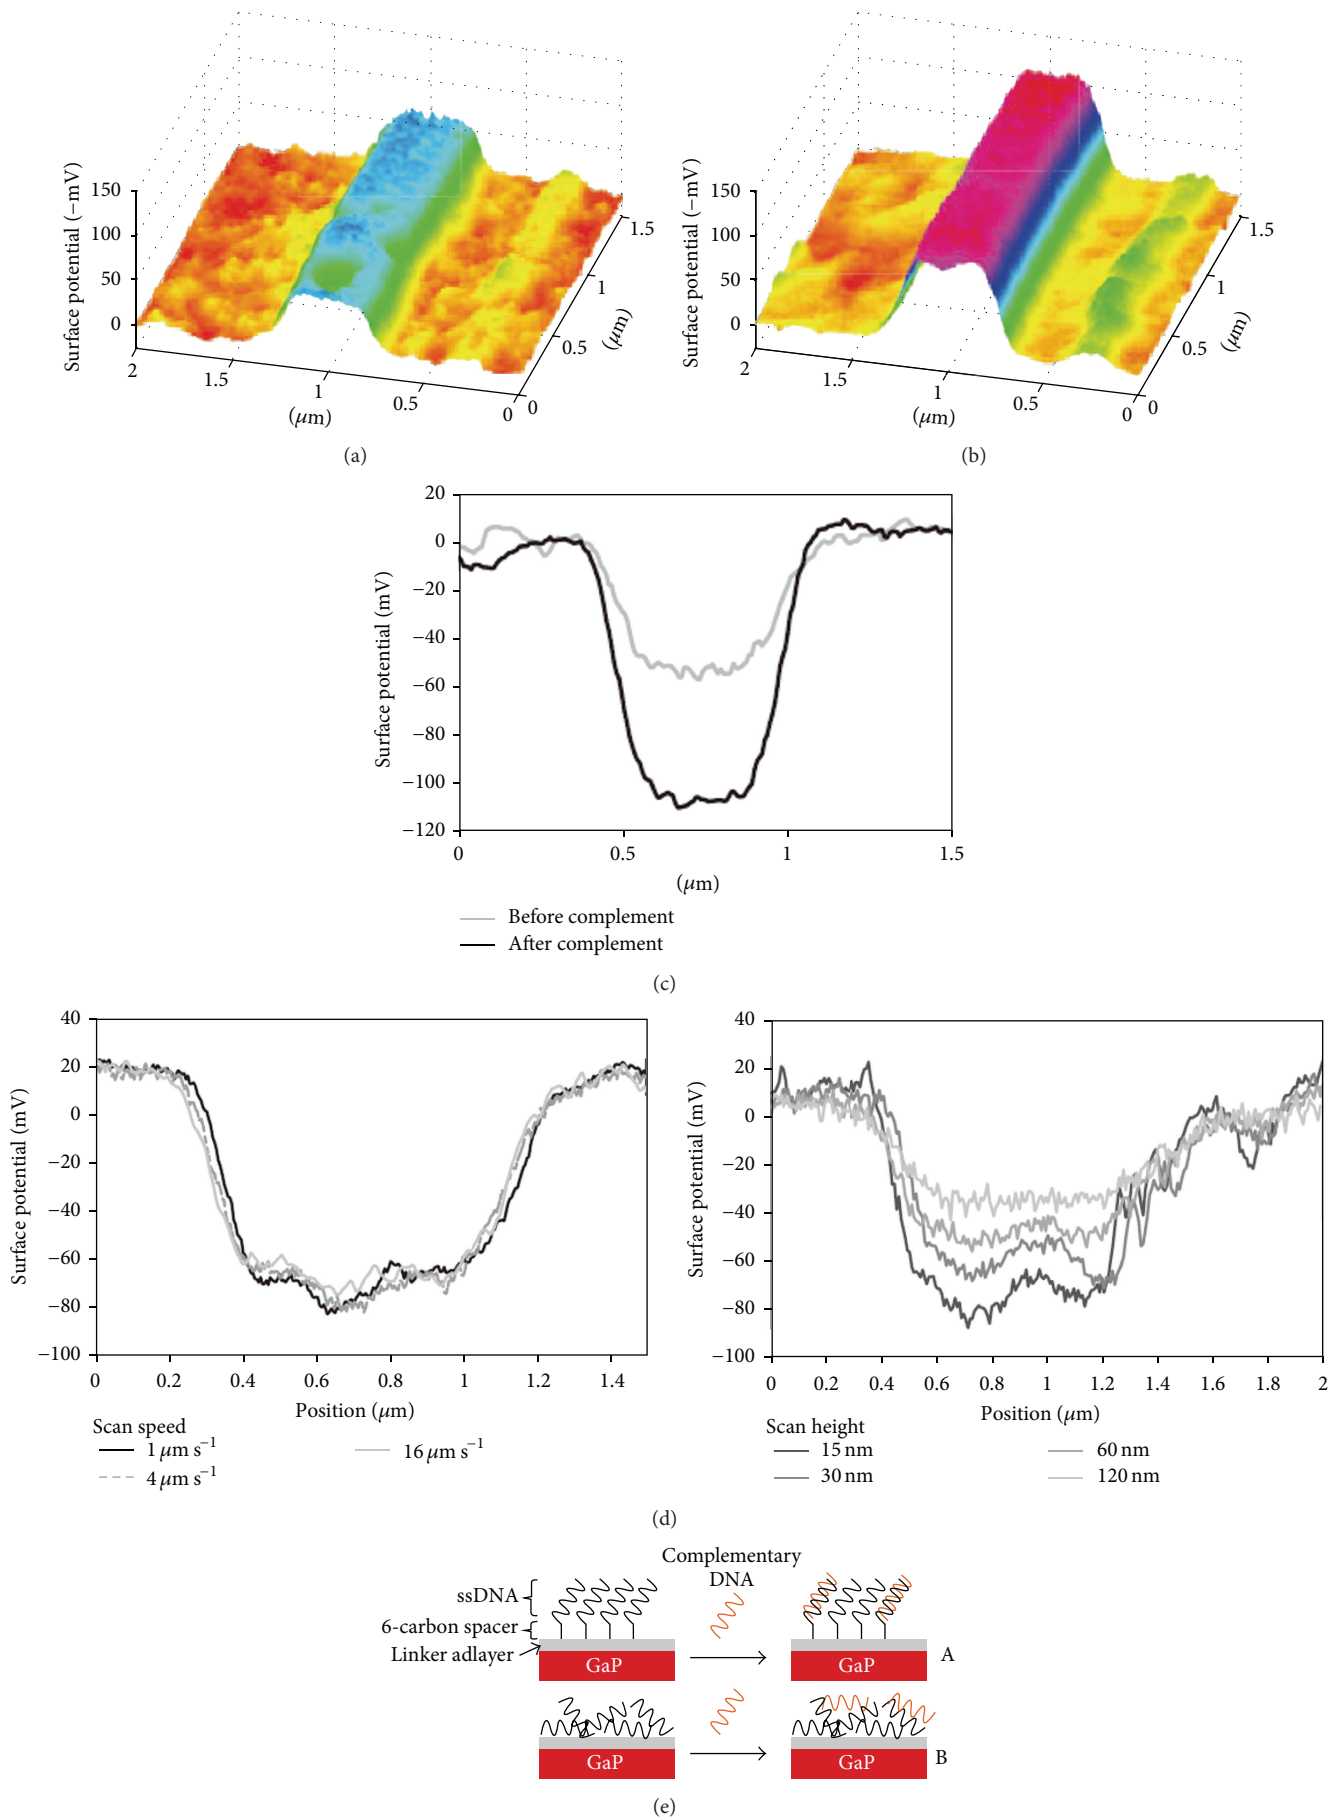 Surface potential (−mV)
150
100
50
0
2
1.5
1
0.5
0
(μm)
0
0.5
1
1.5
(μm)
(a)
Surface potential (−mV)
150
100
50
0
2
1.5
1
0.5
0
(μm)
0
0.5
1
1.5
(μm)
(b)
Surface potential (mV)
20
0
−20
−40
−60
−80
−100
−120
0
0.5
1
1.5
(μm)
Before complement
After complement
(c)
Surface potential (mV)
40
20
0
−20
−40
−60
−80
−100
0
0.2
0.4
0.6
0.8
1
1.2
1.4
Position (μm)
Scan speed
1 μm s⁻¹
4 μm s⁻¹
16 μm s⁻¹
Surface potential (mV)
40
20
0
−20
−40
−60
−80
−100
0
0.2
0.4
0.6
0.8
1
1.2
1.4
1.6
1.8
2
Position (μm)
Scan height
15 nm
30 nm
60 nm
120 nm
(d)
Complementary
DNA
ssDNA
6-carbon spacer
Linker adlayer
GaP
GaP
A
GaP
GaP
B
(e)